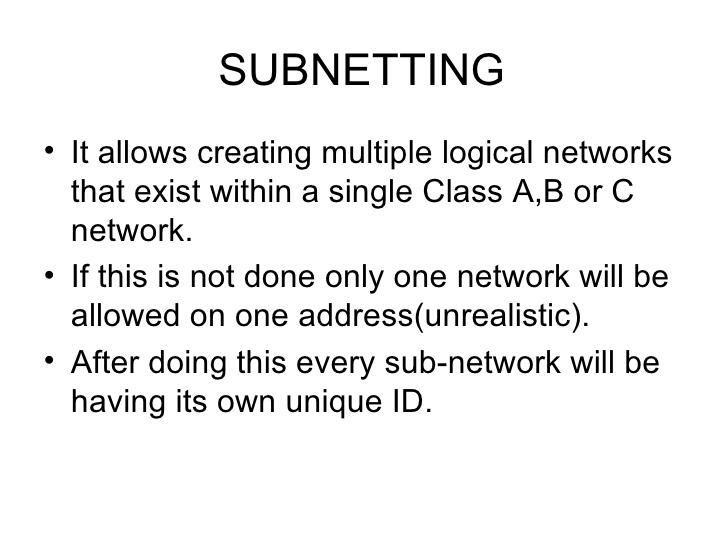 SUBNETTING
• It allows creating multiple logical networks
that exist within a single Class A,B or C
network.
• If this is not done only one network will be
allowed on one address(unrealistic).
• After doing this every sub-network will be
having its own unique ID.